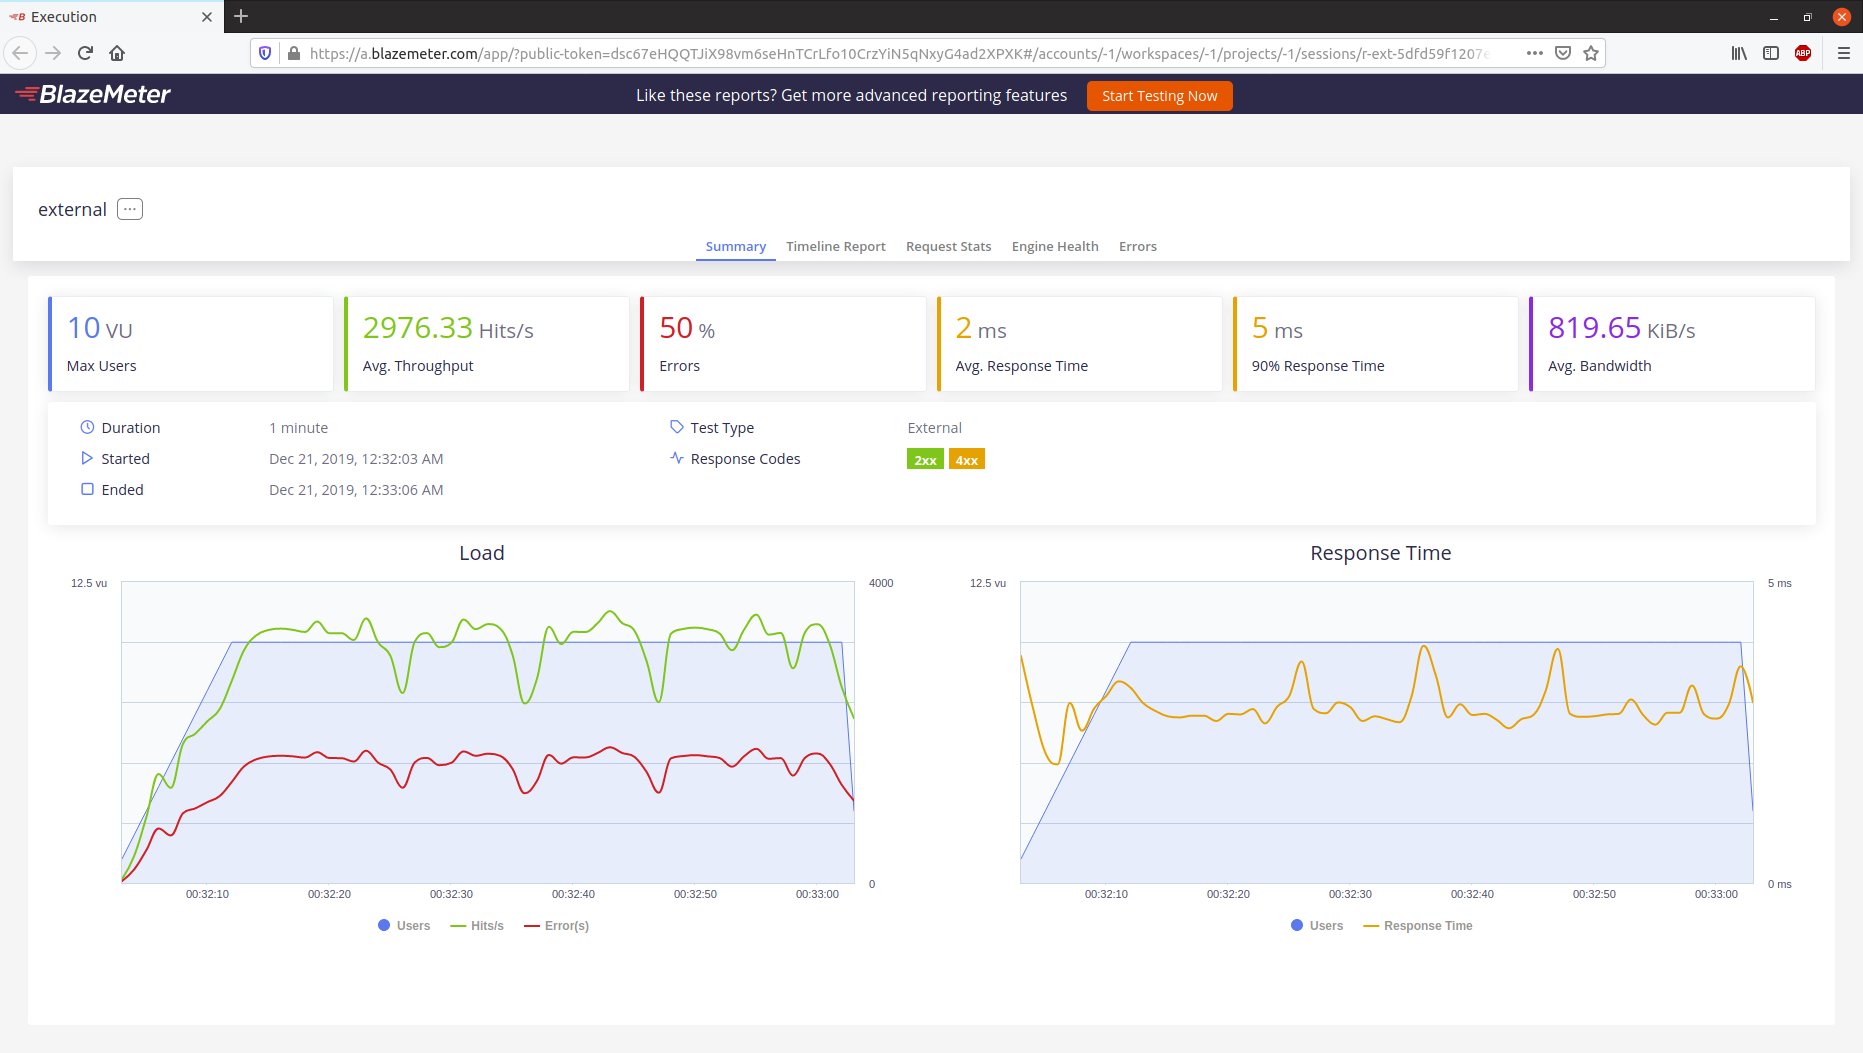 Execution
https://a.blazemeter.com/app/?public-token=dsc67eHQQTJiX98vm6seHnTCrLfo10CrzYiN5qNxyG4ad2XPXK#/accounts/-1/workspaces/-1/projects/-1/sessions/r-ext-5dfd59f1207e
ABP
BlazeMeter
Like these reports? Get more advanced reporting features
Start Testing Now
external
Summary Timeline Report Request Stats Engine Health Errors
10 VU
Max Users
2976.33 Hits/s
Avg. Throughput
50 %
Errors
2 ms
Avg. Response Time
5 ms
90% Response Time
819.65 KiB/s
Avg. Bandwidth
Duration 1 minute
Started Dec 21, 2019, 12:32:03 AM
Ended Dec 21, 2019, 12:33:06 AM
Test Type External
Response Codes 2xx 4xx
Load
12.5 vu 4000
0
00:32:10 00:32:20 00:32:30 00:32:40 00:32:50 00:33:00
Users Hits/s Error(s)
Response Time
12.5 vu 5 ms
0 ms
00:32:10 00:32:20 00:32:30 00:32:40 00:32:50 00:33:00
Users Response Time